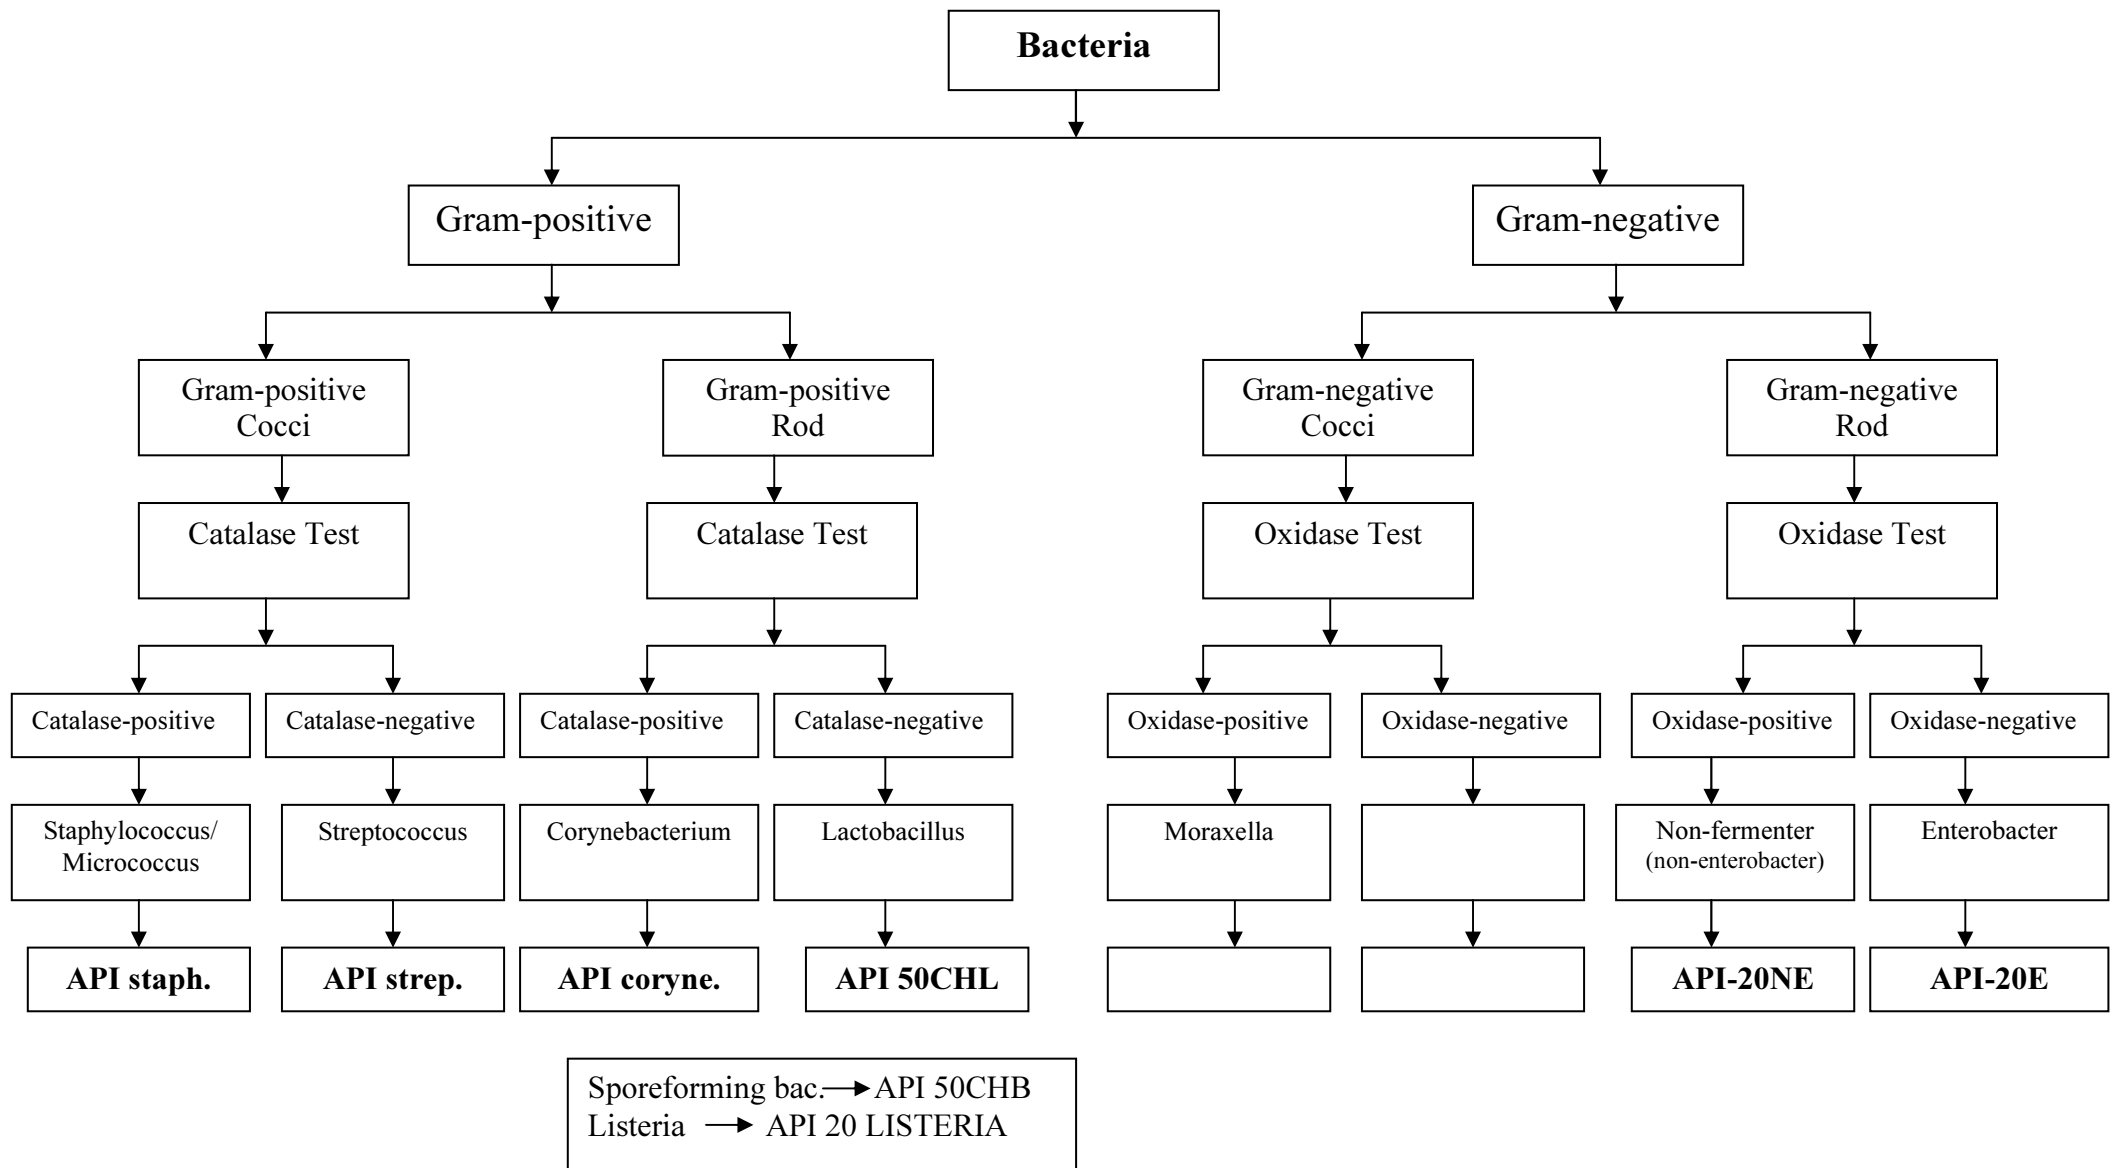 Bacteria
Gram-positive
Gram-negative
Gram-positive
Cocci
Gram-positive
Rod
Gram-negative
Cocci
Gram-negative
Rod
Catalase Test
Catalase Test
Oxidase Test
Oxidase Test
Catalase-positive
Catalase-negative
Catalase-positive
Catalase-negative
Oxidase-positive
Oxidase-negative
Oxidase-positive
Oxidase-negative
Staphylococcus/
Micrococcus
Streptococcus
Corynebacterium
Lactobacillus
Moraxella
Non-fermenter
(non-enterobacter)
Enterobacter
API staph.
API strep.
API coryne.
API 50CHL
API-20NE
API-20E
Sporeforming bac. → API 50CHB
Listeria → API 20 LISTERIA